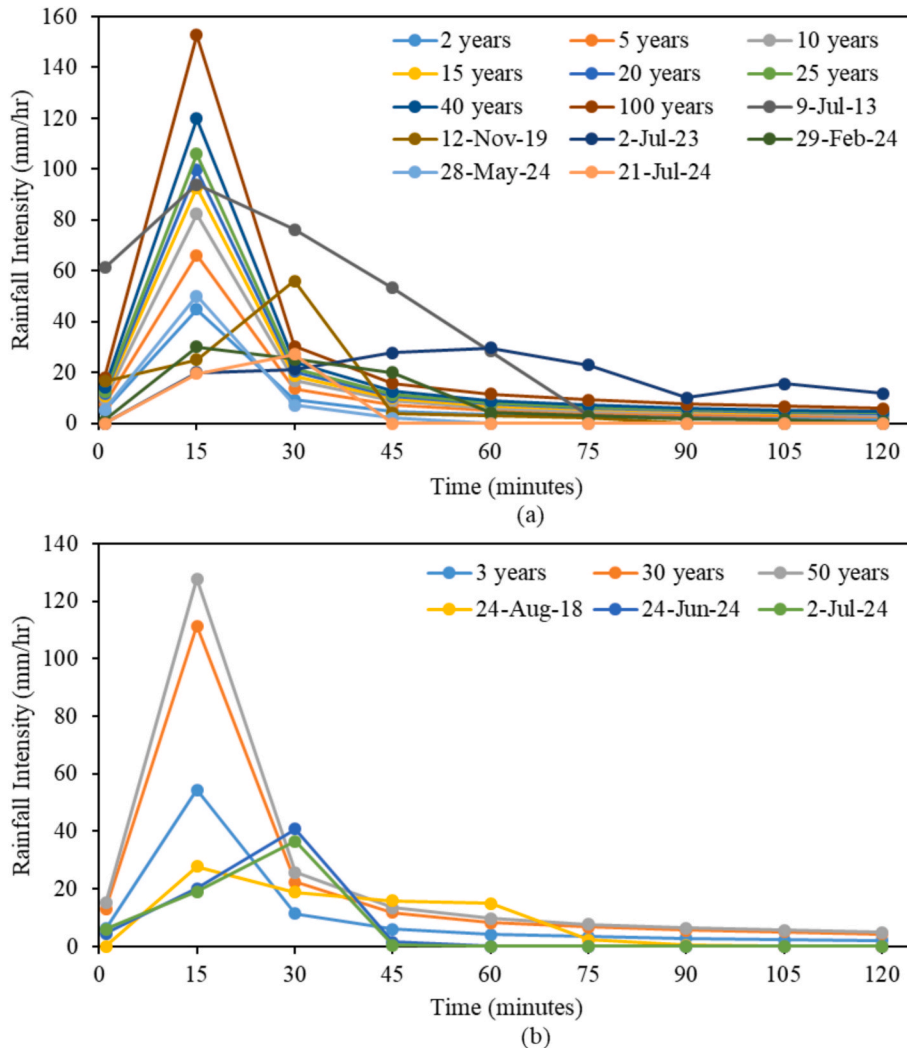 160
140
120
100
80
60
40
20
0
Rainfall Intensity (mm/hr)
2 years 5 years 10 years
15 years 20 years 25 years
40 years 100 years 9-Jul-13
12-Nov-19 2-Jul-23 29-Feb-24
28-May-24 21-Jul-24
0 15 30 45 60 75 90 105 120
Time (minutes)
(a)
140
120
100
80
60
40
20
0
Rainfall Intensity (mm/hr)
3 years 30 years 50 years
24-Aug-18 24-Jun-24 2-Jul-24
0 15 30 45 60 75 90 105 120
Time (minutes)
(b)